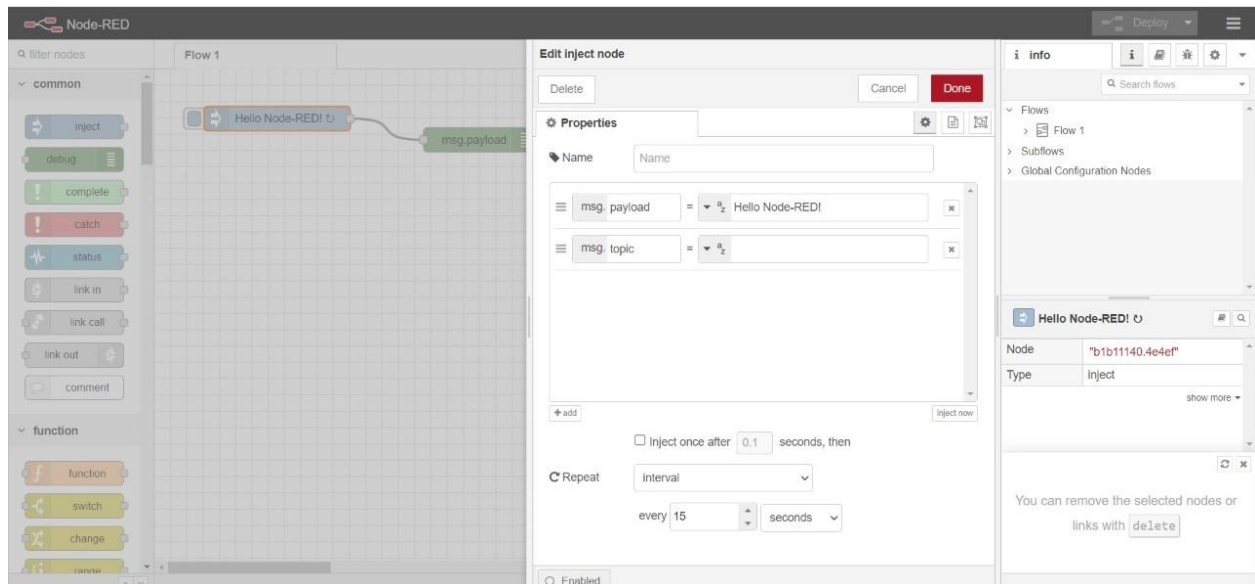 Node-RED
Deploy
filter nodes
common
inject
debug
complete
catch
status
link in
link call
link out
comment
function
function
switch
change
range
Flow 1
Hello Node-RED! ↻
msg.payload
Edit inject node
Delete
Cancel
Done
Properties
Name
Name
msg. payload = a z Hello Node-RED!
msg. topic = a z
+ add
inject now
Inject once after 0.1 seconds, then
Repeat
interval
every 15 seconds
Enabled
i info
i
Search flows
Flows
Flow 1
Subflows
Global Configuration Nodes
Hello Node-RED! ↻
Node "b1b11140.4e4ef"
Type inject
show more
You can remove the selected nodes or
links with delete